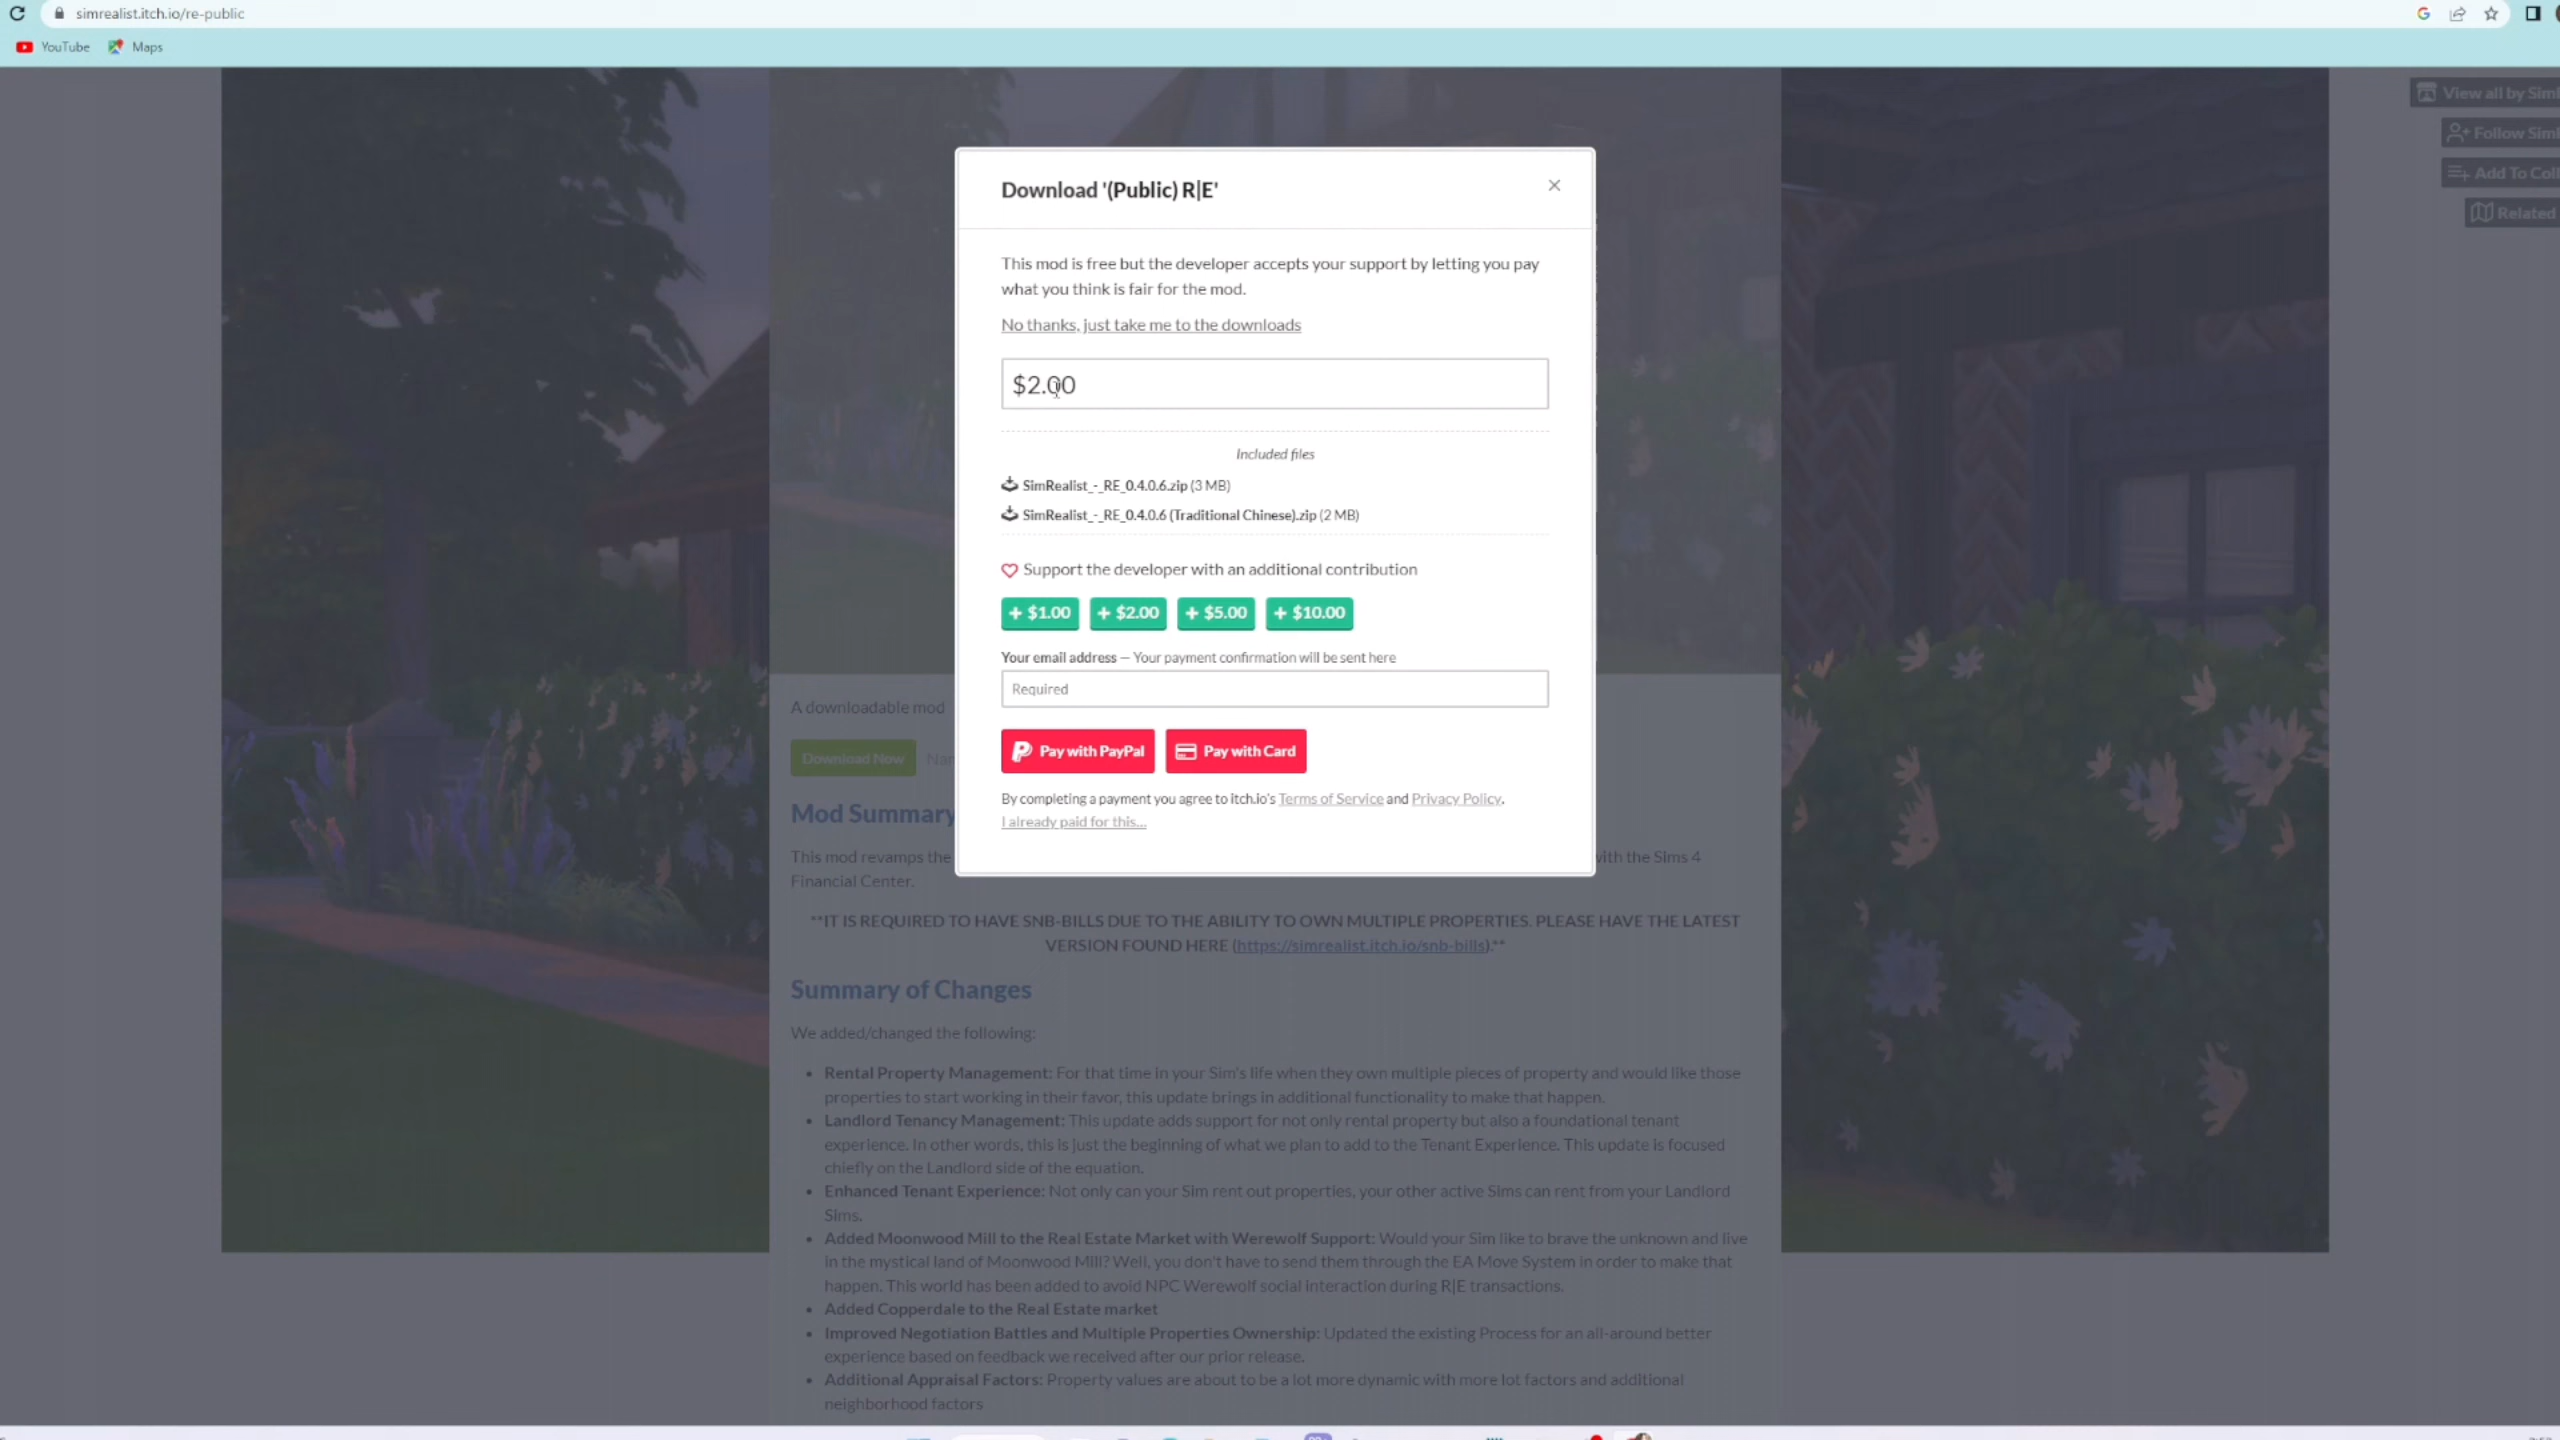 simrealist.itch.io/re-public
YouTube Maps
View all by Sim
Follow Sim
Add To Coll
Related
Download '(Public) R|E'
This mod is free but the developer accepts your support by letting you pay
what you think is fair for the mod.
No thanks, just take me to the downloads
$2.00
Included files
SimRealist_-_RE_0.4.0.6.zip (3 MB)
SimRealist_-_RE_0.4.0.6 (Traditional Chinese).zip (2 MB)
Support the developer with an additional contribution
+ $1.00 + $2.00 + $5.00 + $10.00
Your email address — Your payment confirmation will be sent here
Required
Pay with PayPal Pay with Card
By completing a payment you agree to itch.io's Terms of Service and Privacy Policy.
I already paid for this...
A downloadable mod
Download Now Nam
Mod Summary
This mod revamps the with the Sims 4
Financial Center.
**IT IS REQUIRED TO HAVE SNB-BILLS DUE TO THE ABILITY TO OWN MULTIPLE PROPERTIES. PLEASE HAVE THE LATEST
VERSION FOUND HERE (https://simrealist.itch.io/snb-bills).**
Summary of Changes
We added/changed the following:
• Rental Property Management: For that time in your Sim's life when they own multiple pieces of property and would like those
properties to start working in their favor, this update brings in additional functionality to make that happen.
• Landlord Tenancy Management: This update adds support for not only rental property but also a foundational tenant
experience. In other words, this is just the beginning of what we plan to add to the Tenant Experience. This update is focused
chiefly on the Landlord side of the equation.
• Enhanced Tenant Experience: Not only can your Sim rent out properties, your other active Sims can rent from your Landlord
Sims.
• Added Moonwood Mill to the Real Estate Market with Werewolf Support: Would your Sim like to brave the unknown and live
in the mystical land of Moonwood Mill? Well, you don't have to send them through the EA Move System in order to make that
happen. This world has been added to avoid NPC Werewolf social interaction during R|E transactions.
• Added Copperdale to the Real Estate market
• Improved Negotiation Battles and Multiple Properties Ownership: Updated the existing Process for an all-around better
experience based on feedback we received after our prior release.
• Additional Appraisal Factors: Property values are about to be a lot more dynamic with more lot factors and additional
neighborhood factors